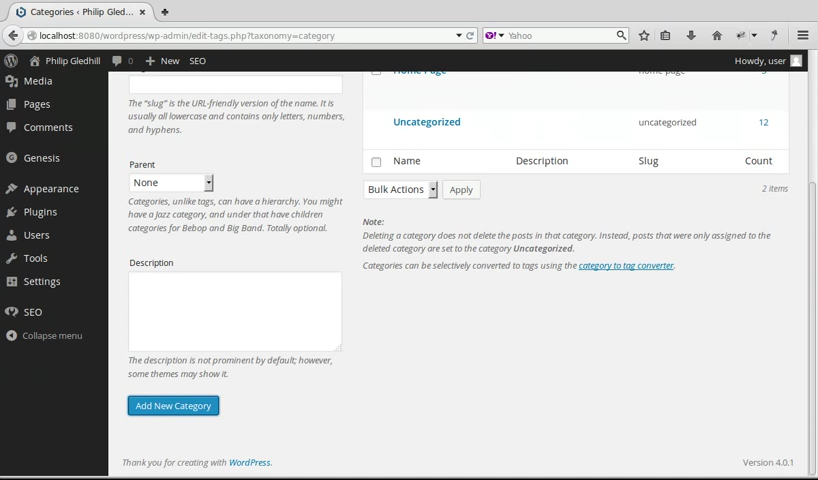 Categories ‹ Philip Gled... ×
localhost:8080/wordpress/wp-admin/edit-tags.php?taxonomy=category
Yahoo
Philip Gledhill 0 + New SEO Howdy, user
Media
Pages
Comments
Genesis
Appearance
Plugins
Users
Tools
Settings
SEO
Collapse menu
The “slug” is the URL-friendly version of the name. It is
usually all lowercase and contains only letters, numbers,
and hyphens.
Parent
None
Categories, unlike tags, can have a hierarchy. You might
have a Jazz category, and under that have children
categories for Bebop and Big Band. Totally optional.
Description
The description is not prominent by default; however,
some themes may show it.
Add New Category
Home Page home-page
Uncategorized uncategorized 12
Name Description Slug Count
Bulk Actions Apply 2 items
Note:
Deleting a category does not delete the posts in that category. Instead, posts that were only assigned to the
deleted category are set to the category Uncategorized.
Categories can be selectively converted to tags using the category to tag converter.
Thank you for creating with WordPress. Version 4.0.1